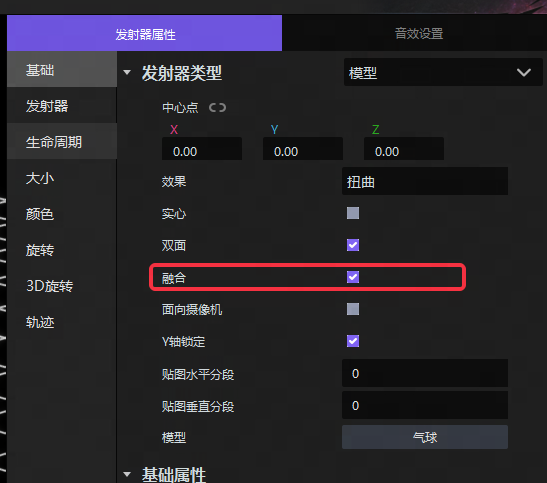 发射器属性 音效设置
基础
发射器
生命周期
大小
颜色
旋转
3D旋转
轨迹
发射器类型 模型
中心点
X Y Z
0.00 0.00 0.00
效果 扭曲
实心
双面
融合
面向摄像机
Y轴锁定
贴图水平分段 0
贴图垂直分段 0
模型 气球
基础属性